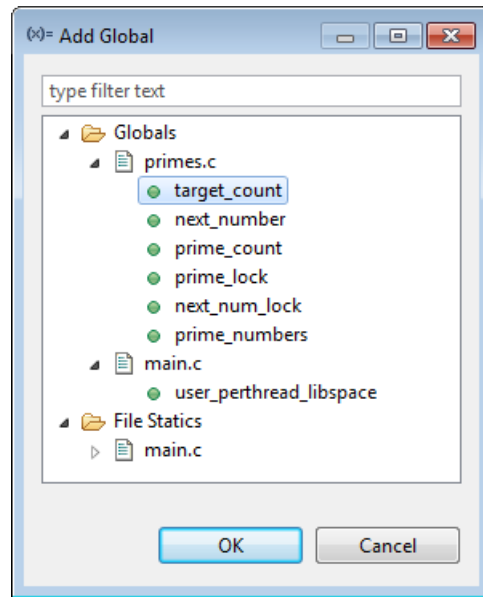 (x)= Add Global
type filter text
Globals
primes.c
target_count
next_number
prime_count
prime_lock
next_num_lock
prime_numbers
main.c
user_perthread_libspace
File Statics
main.c
OK Cancel